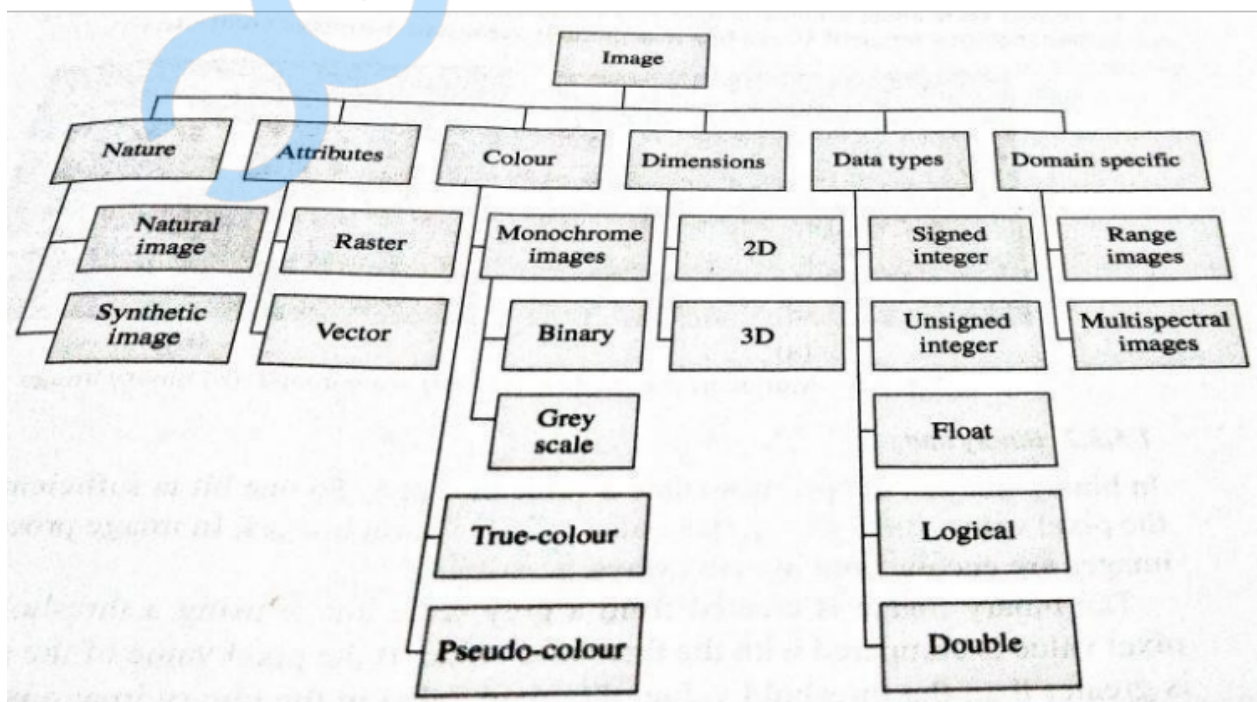 Image
Nature
Attributes
Colour
Dimensions
Data types
Domain specific
Natural
image
Synthetic
image
Raster
Vector
Monochrome
images
Binary
Grey
scale
True-colour
Pseudo-colour
2D
3D
Signed
integer
Unsigned
integer
Float
Logical
Double
Range
images
Multispectral
images